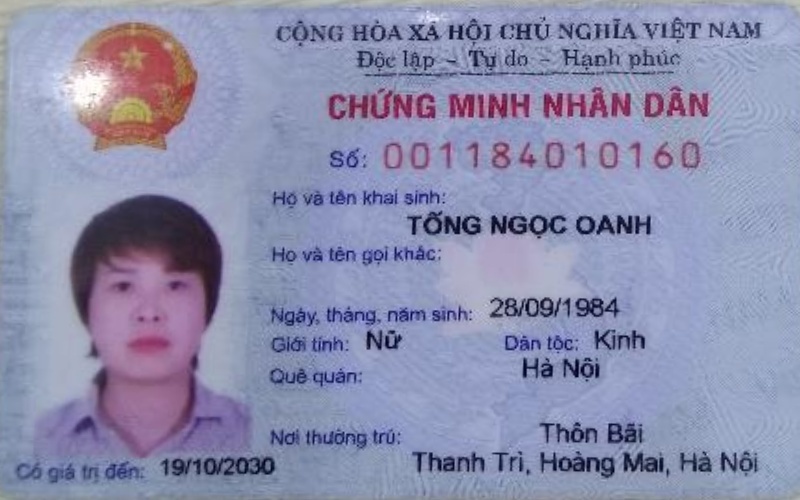 CỘNG HÒA XÃ HỘI CHỦ NGHĨA VIỆT NAM
Độc lập - Tự do - Hạnh phúc
CHỨNG MINH NHÂN DÂN
Số: 001184010160
Họ và tên khai sinh:
TỐNG NGỌC OANH
Họ và tên gọi khác:
Ngày, tháng, năm sinh: 28/09/1984
Giới tính: Nữ Dân tộc: Kinh
Quê quán: Hà Nội
Nơi thường trú: Thôn Bãi
Thanh Trì, Hoàng Mai, Hà Nội
Có giá trị đến: 19/10/2030